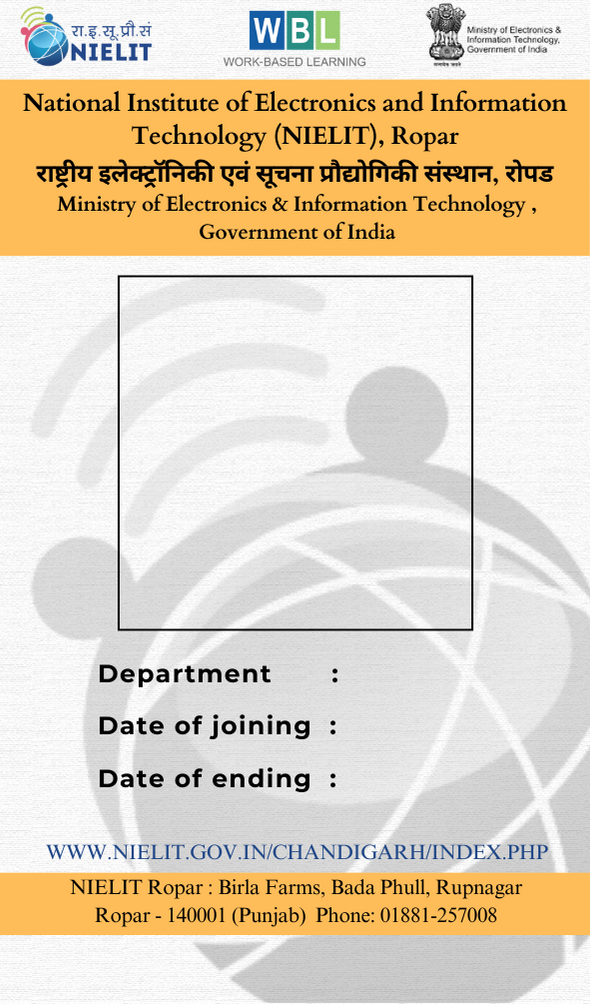 रा.इ.सू.प्रौ.सं
NIELIT
WBL
WORK-BASED LEARNING
Ministry of Electronics &
Information Technology,
Government of India
सत्यमेव जयते
National Institute of Electronics and Information
Technology (NIELIT), Ropar
राष्ट्रीय इलेक्ट्रॉनिकी एवं सूचना प्रौद्योगिकी संस्थान, रोपड
Ministry of Electronics & Information Technology ,
Government of India
Department :
Date of joining :
Date of ending :
WWW.NIELIT.GOV.IN/CHANDIGARH/INDEX.PHP
NIELIT Ropar : Birla Farms, Bada Phull, Rupnagar
Ropar - 140001 (Punjab) Phone: 01881-257008